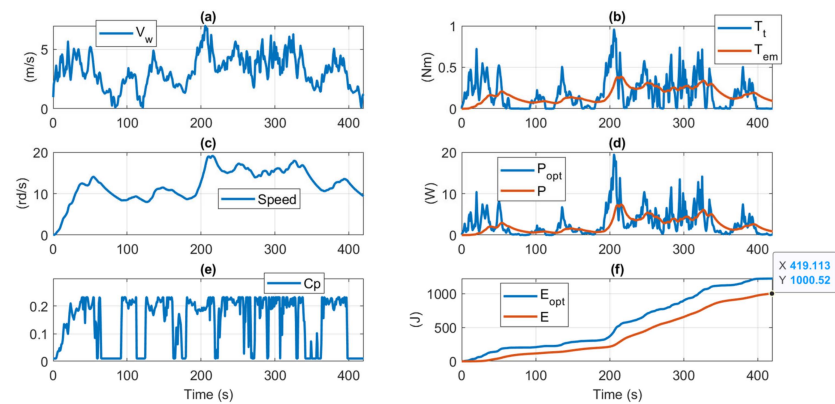 (a)
V_w
5
0
(m/s)
0 100 200 300 400
(b)
T_t
T_em
1
0.5
0
(Nm)
0 100 200 300 400
(c)
Speed
20
10
0
(rd/s)
0 100 200 300 400
(d)
P_opt
P
20
10
0
(W)
0 100 200 300 400
(e)
Cp
0.2
0.1
0
0 100 200 300 400
Time (s)
(f)
E_opt
E
X 419.113
Y 1000.52
1000
500
0
(J)
0 100 200 300 400
Time (s)